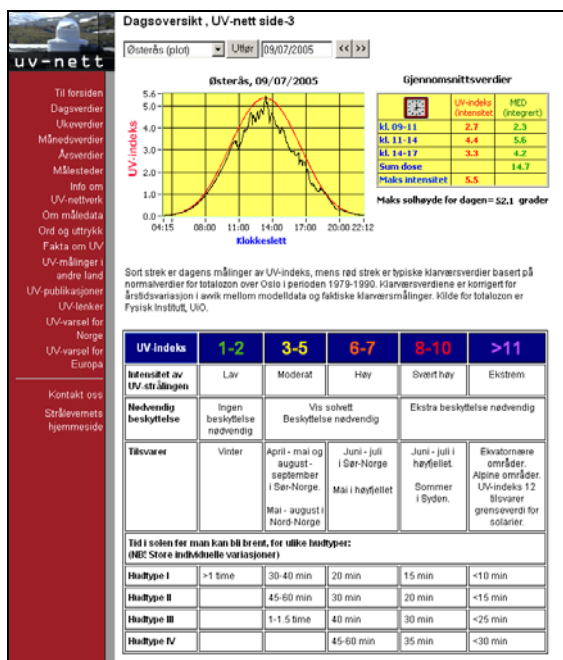 Dagsoversikt , UV-nett side-3
uv-nett
Østerås (plot)
Utfør
09/07/2005
<< >>
Til forsiden
Dagsverdier
Ukeverdier
Månedsverdier
Årsverdier
Målesteder
Info om
UV-nettverk
Om måledata
Ord og uttrykk
Fakta om UV
UV-målinger i
andre land
UV-publikasjoner
UV-lenker
UV-varsel for
Norge
UV-varsel for
Europa
Kontakt oss
Strålevernets
hjemmeside
Østerås, 09/07/2005
UV-indeks
5.6
5.0
4.0
3.0
2.0
1.0
0.0
04:15 08:00 11:00 14:00 17:00 20:00 22:12
Klokkeslett
Gjennomsnittsverdier
UV-indeks (intensitet) MED (integrert)
kl. 09-11 2.7 2.3
kl. 11-14 4.4 5.6
kl. 14-17 3.3 4.2
Sum dose 14.7
Maks intensitet 5.5
Maks solhøyde for dagen= 52.1 grader
Sort strek er dagens målinger av UV-indeks, mens rød strek er typiske klarværsverdier basert på
normalverdier for totalozon over Oslo i perioden 1979-1990. Klarværsverdiene er korrigert for
årstidsvariasjon i avvik mellom modelldata og faktiske klarværsmålinger. Kilde for totalozon er
Fysisk Institutt, UiO.
UV-indeks 1-2 3-5 6-7 8-10 >11
Intensitet av UV-strålingen Lav Moderat Høy Svært høy Ekstrem
Nødvendig beskyttelse Ingen beskyttelse nødvendig Vis solvett Beskyttelse nødvendig Ekstra beskyttelse nødvendig
Tilsvarer Vinter April - mai og august - september i Sør-Norge. Mai - august i Nord-Norge Juni - juli i Sør-Norge Mai i høyfjellet Juni - juli i høyfjellet. Sommer i Syden. Ekvatornære områder. Alpine områder. UV-indeks 12 tilsvarer grenseverdi for solarier.
Tid i solen før man kan bli brent, for ulike hudtyper:
(NB! Store individuelle variasjoner)
Hudtype I >1 time 30-40 min 20 min 15 min <10 min
Hudtype II 45-60 min 30 min 20 min <15 min
Hudtype III 1-1.5 time 40 min 30 min <25 min
Hudtype IV 45-60 min 35 min <30 min